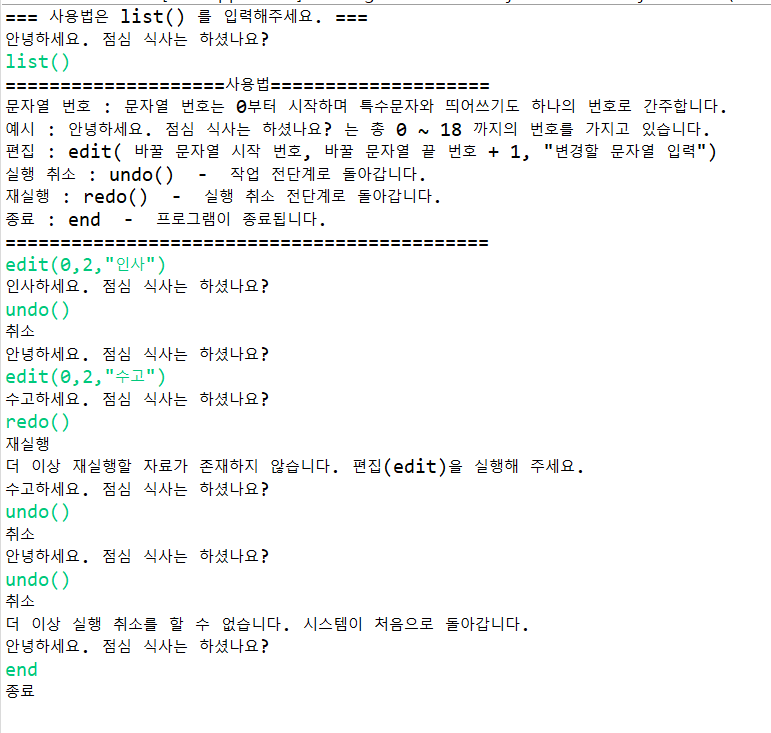 === 사용법은 list() 를 입력해주세요. ===
안녕하세요. 점심 식사는 하셨나요?
list()
====================사용법====================
문자열 번호 : 문자열 번호는 0부터 시작하며 특수문자와 띄어쓰기도 하나의 번호로 간주합니다.
예시 : 안녕하세요. 점심 식사는 하셨나요? 는 총 0 ~ 18 까지의 번호를 가지고 있습니다.
편집 : edit( 바꿀 문자열 시작 번호, 바꿀 문자열 끝 번호 + 1, "변경할 문자열 입력")
실행 취소 : undo()  -  작업 전단계로 돌아갑니다.
재실행 : redo()  -  실행 취소 전단계로 돌아갑니다.
종료 : end  -  프로그램이 종료됩니다.
============================================
edit(0,2,"인사")
인사하세요. 점심 식사는 하셨나요?
undo()
취소
안녕하세요. 점심 식사는 하셨나요?
edit(0,2,"수고")
수고하세요. 점심 식사는 하셨나요?
redo()
재실행
더 이상 재실행할 자료가 존재하지 않습니다. 편집(edit)을 실행해 주세요.
수고하세요. 점심 식사는 하셨나요?
undo()
취소
안녕하세요. 점심 식사는 하셨나요?
undo()
취소
더 이상 실행 취소를 할 수 없습니다. 시스템이 처음으로 돌아갑니다.
안녕하세요. 점심 식사는 하셨나요?
end
종료